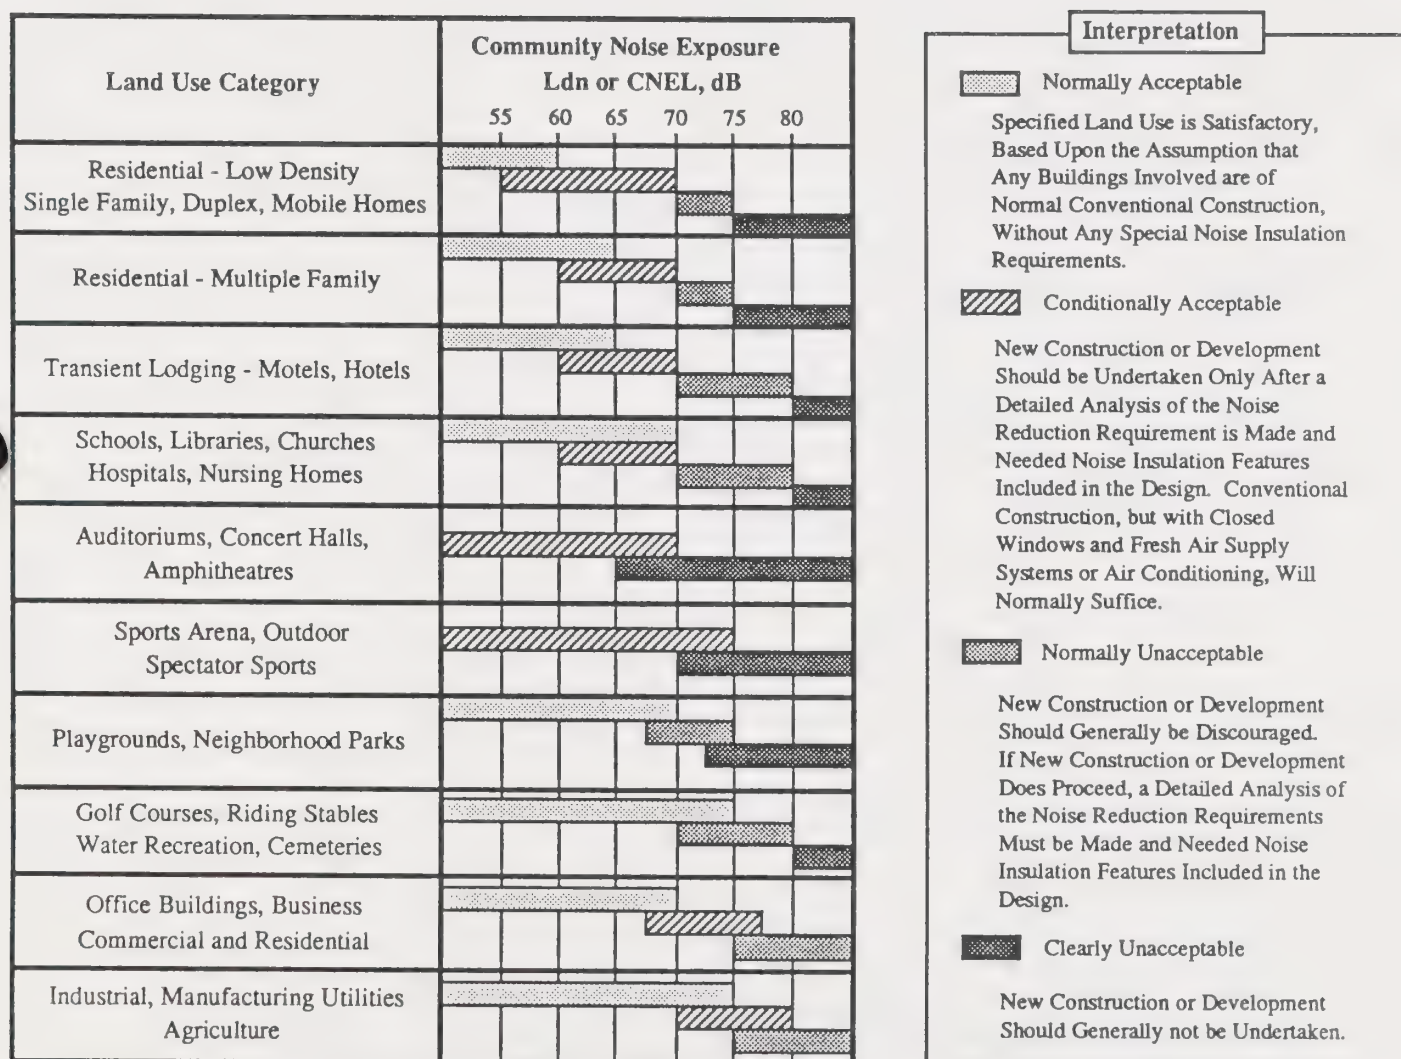 Land Use Category
Community Noise Exposure
Ldn or CNEL, dB
55 60 65 70 75 80
Residential - Low Density
Single Family, Duplex, Mobile Homes
Residential - Multiple Family
Transient Lodging - Motels, Hotels
Schools, Libraries, Churches
Hospitals, Nursing Homes
Auditoriums, Concert Halls,
Amphitheatres
Sports Arena, Outdoor
Spectator Sports
Playgrounds, Neighborhood Parks
Golf Courses, Riding Stables
Water Recreation, Cemeteries
Office Buildings, Business
Commercial and Residential
Industrial, Manufacturing Utilities
Agriculture
Interpretation
Normally Acceptable
Specified Land Use is Satisfactory,
Based Upon the Assumption that
Any Buildings Involved are of
Normal Conventional Construction,
Without Any Special Noise Insulation
Requirements.
Conditionally Acceptable
New Construction or Development
Should be Undertaken Only After a
Detailed Analysis of the Noise
Reduction Requirement is Made and
Needed Noise Insulation Features
Included in the Design. Conventional
Construction, but with Closed
Windows and Fresh Air Supply
Systems or Air Conditioning, Will
Normally Suffice.
Normally Unacceptable
New Construction or Development
Should Generally be Discouraged.
If New Construction or Development
Does Proceed, a Detailed Analysis of
the Noise Reduction Requirements
Must be Made and Needed Noise
Insulation Features Included in the
Design.
Clearly Unacceptable
New Construction or Development
Should Generally not be Undertaken.